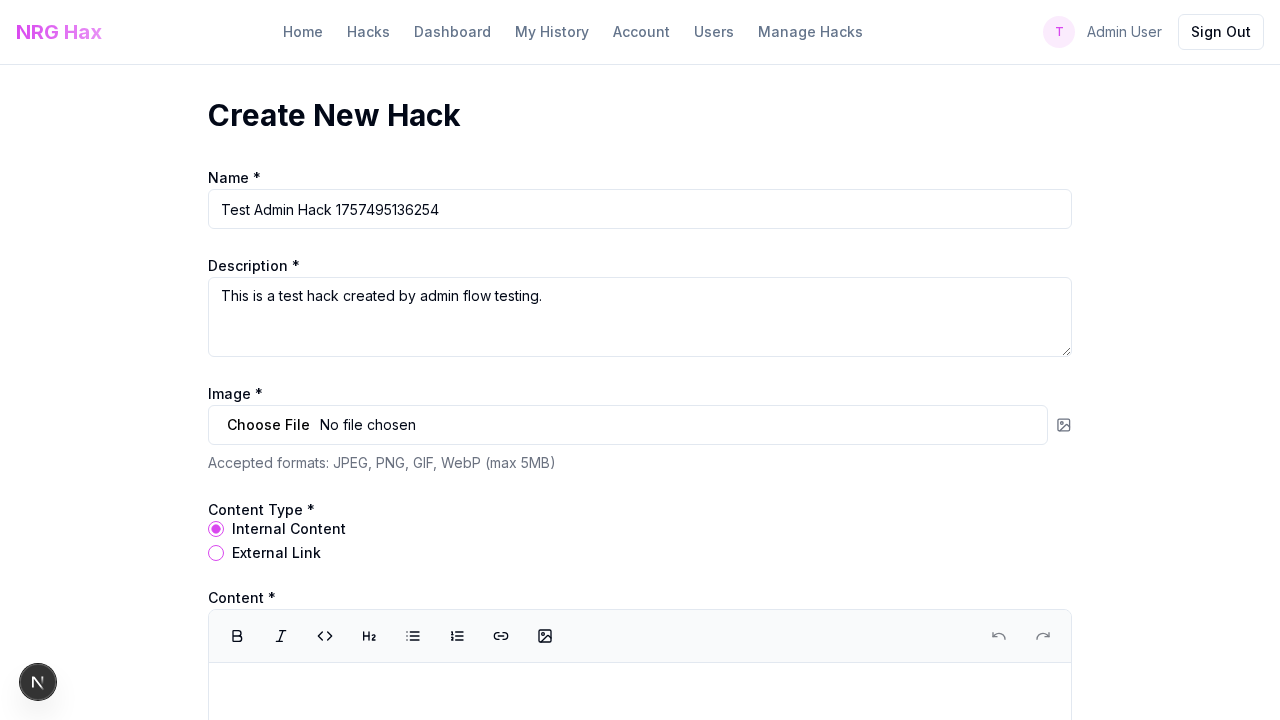 NRG Hax
Home Hacks Dashboard My History Account Users Manage Hacks
T Admin User Sign Out
Create New Hack
Name *
Test Admin Hack 1757495136254
Description *
This is a test hack created by admin flow testing.
Image *
Choose File No file chosen
Accepted formats: JPEG, PNG, GIF, WebP (max 5MB)
Content Type *
Internal Content
External Link
Content *
N